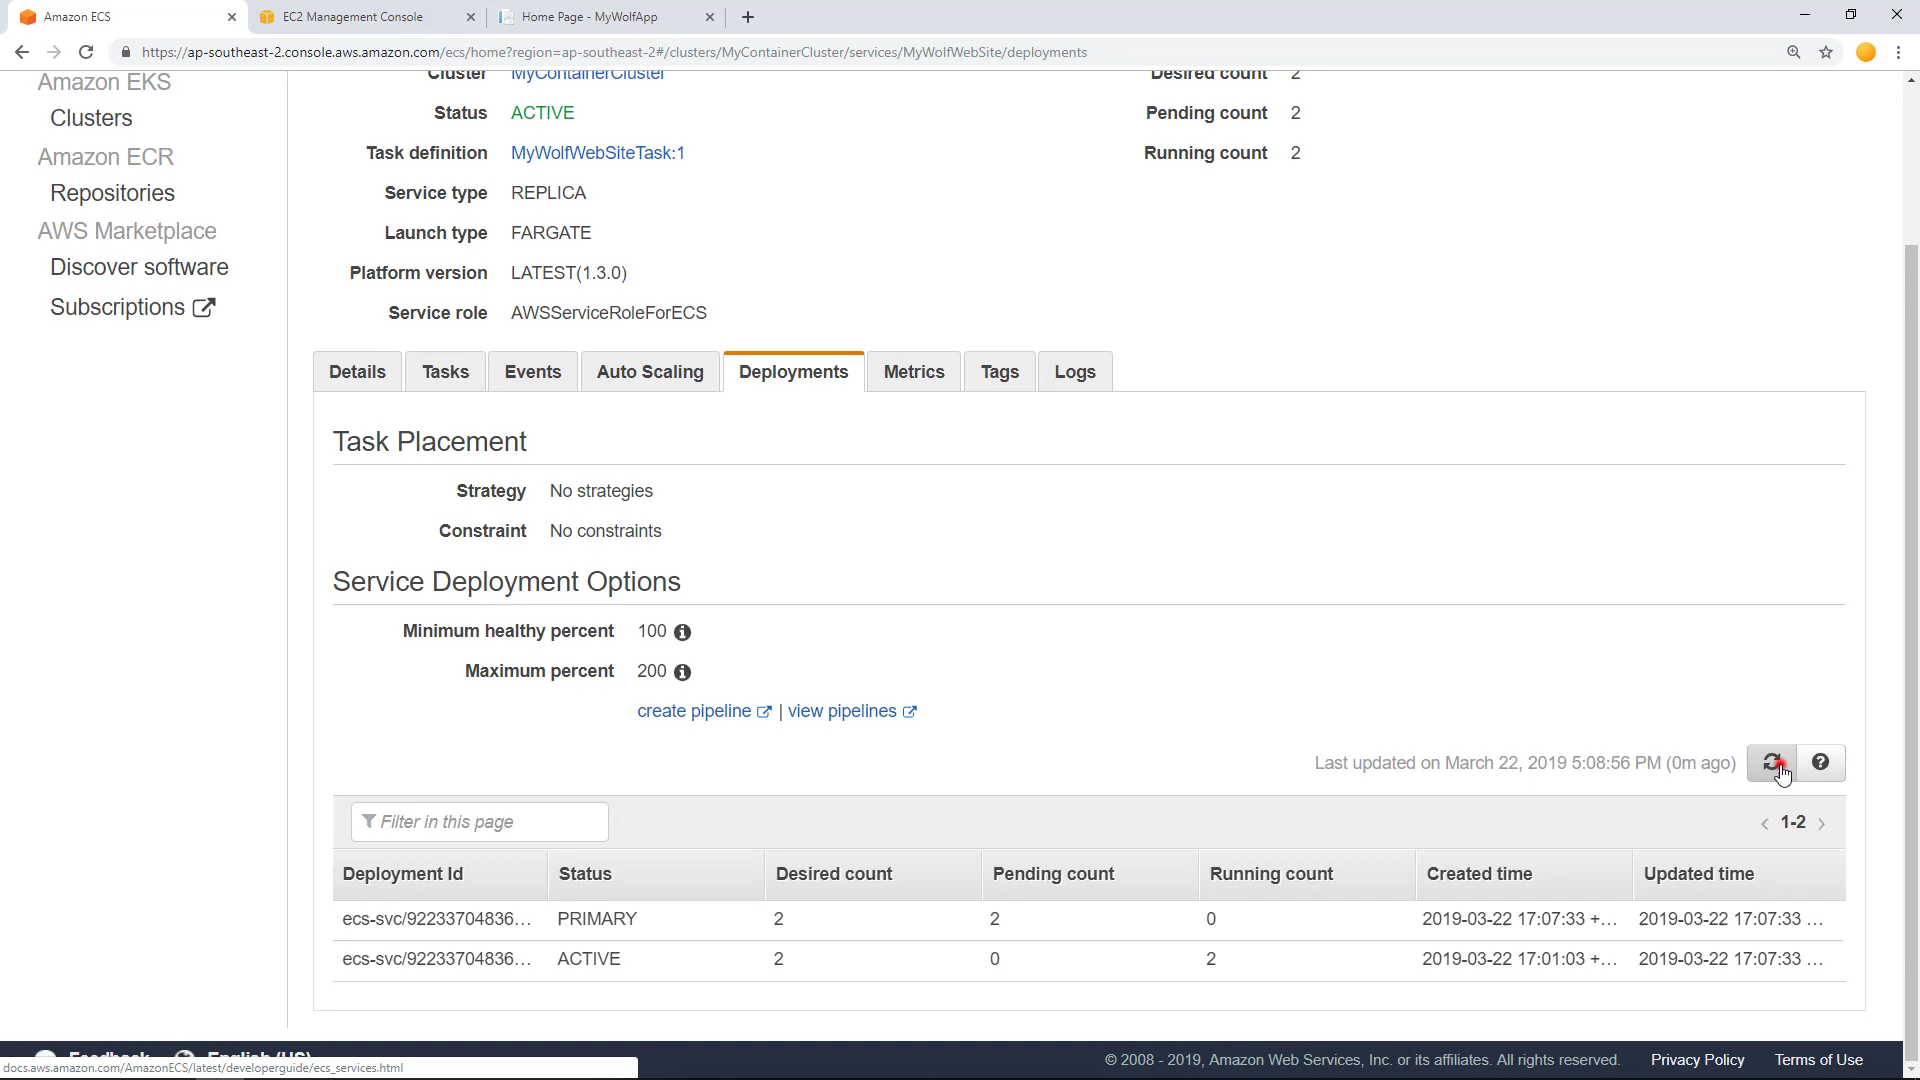 Amazon ECS
EC2 Management Console
Home Page - MyWolfApp
https://ap-southeast-2.console.aws.amazon.com/ecs/home?region=ap-southeast-2#/clusters/MyContainerCluster/services/MyWolfWebSite/deployments
Amazon EKS
Clusters
Amazon ECR
Repositories
AWS Marketplace
Discover software
Subscriptions
Cluster MyContainerCluster
Status ACTIVE
Task definition MyWolfWebSiteTask:1
Service type REPLICA
Launch type FARGATE
Platform version LATEST(1.3.0)
Service role AWSServiceRoleForECS
Desired count 2
Pending count 2
Running count 2
Details Tasks Events Auto Scaling Deployments Metrics Tags Logs
Task Placement
Strategy No strategies
Constraint No constraints
Service Deployment Options
Minimum healthy percent 100
Maximum percent 200
create pipeline | view pipelines
Last updated on March 22, 2019 5:08:56 PM (0m ago)
Filter in this page
< 1-2 >
Deployment Id Status Desired count Pending count Running count Created time Updated time
ecs-svc/92233704836... PRIMARY 2 2 0 2019-03-22 17:07:33 +... 2019-03-22 17:07:33 ...
ecs-svc/92233704836... ACTIVE 2 0 2 2019-03-22 17:01:03 +... 2019-03-22 17:07:33 ...
Feedback English (US)
© 2008 - 2019, Amazon Web Services, Inc. or its affiliates. All rights reserved. Privacy Policy Terms of Use
docs.aws.amazon.com/AmazonECS/latest/developerguide/ecs_services.html